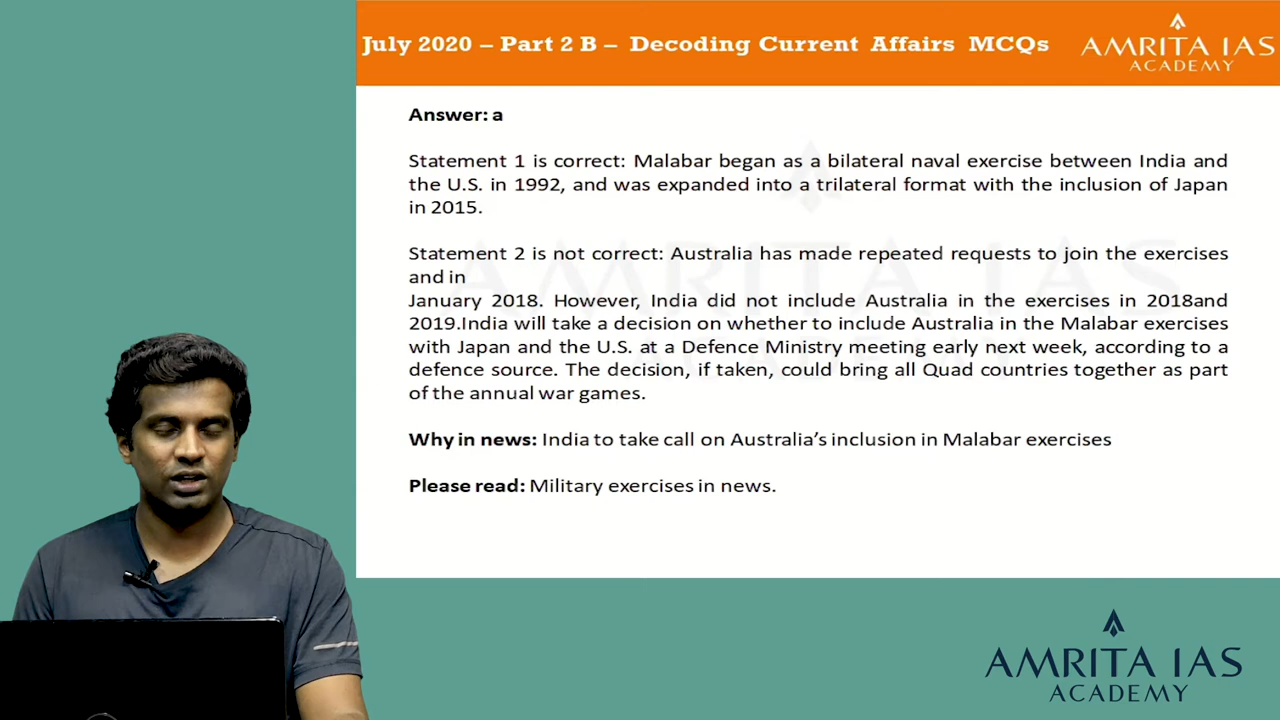 July 2020 – Part 2 B – Decoding Current Affairs MCQs
AMRITA IAS
ACADEMY
Answer: a
Statement 1 is correct: Malabar began as a bilateral naval exercise between India and
the U.S. in 1992, and was expanded into a trilateral format with the inclusion of Japan
in 2015.
Statement 2 is not correct: Australia has made repeated requests to join the exercises
and in
January 2018. However, India did not include Australia in the exercises in 2018and
2019.India will take a decision on whether to include Australia in the Malabar exercises
with Japan and the U.S. at a Defence Ministry meeting early next week, according to a
defence source. The decision, if taken, could bring all Quad countries together as part
of the annual war games.
Why in news: India to take call on Australia’s inclusion in Malabar exercises
Please read: Military exercises in news.
AMRITA IAS
ACADEMY
AMRITA IAS
ACADEMY